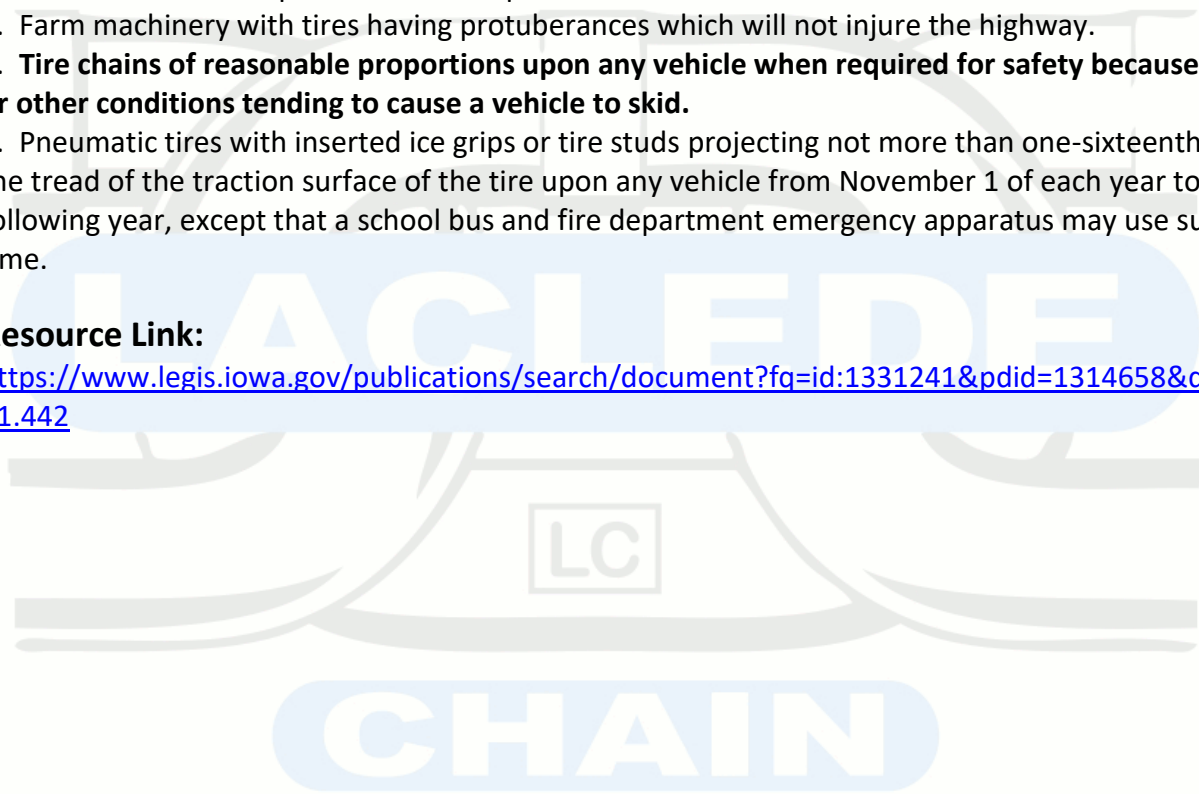 . Farm machinery with tires having protuberances which will not injure the highway.
. Tire chains of reasonable proportions upon any vehicle when required for safety because
r other conditions tending to cause a vehicle to skid.
. Pneumatic tires with inserted ice grips or tire studs projecting not more than one-sixteenth
he tread of the traction surface of the tire upon any vehicle from November 1 of each year to
ollowing year, except that a school bus and fire department emergency apparatus may use su
me.
esource Link:
ttps://www.legis.iowa.gov/publications/search/document?fq=id:1331241&pdid=1314658&
1.442
LACLEDE
LC
CHAIN